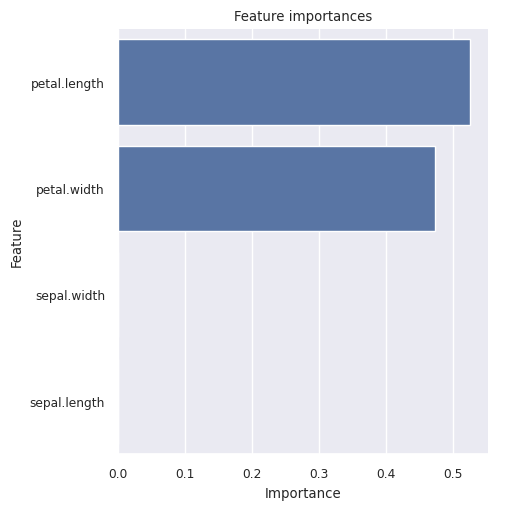 Feature importances
petal.length
petal.width
sepal.width
sepal.length
Feature
0.0 0.1 0.2 0.3 0.4 0.5
Importance